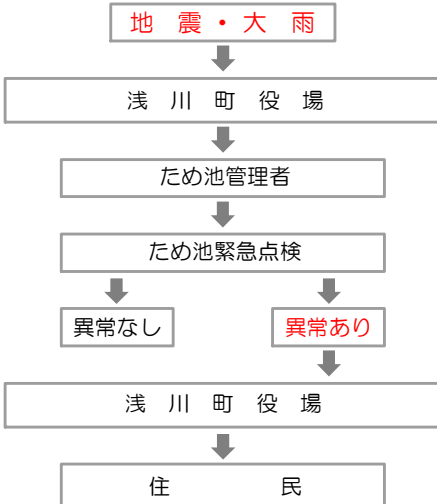 地　震・大　雨
浅　川　町　役　場
ため池管理者
ため池緊急点検
異常なし
異常あり
浅　川　町　役　場
住　　　民